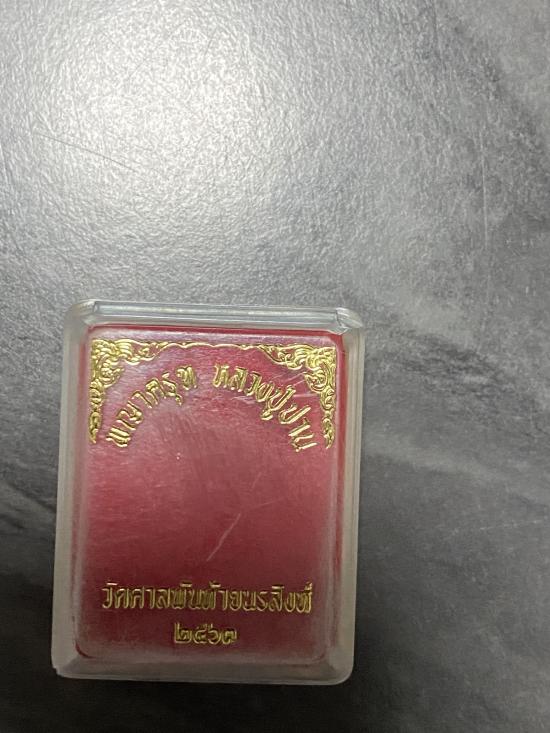 พญาครุฑ หลวงปู่ปาน
วัดศาลพันท้ายนรสิงห์
๒๕๖๓